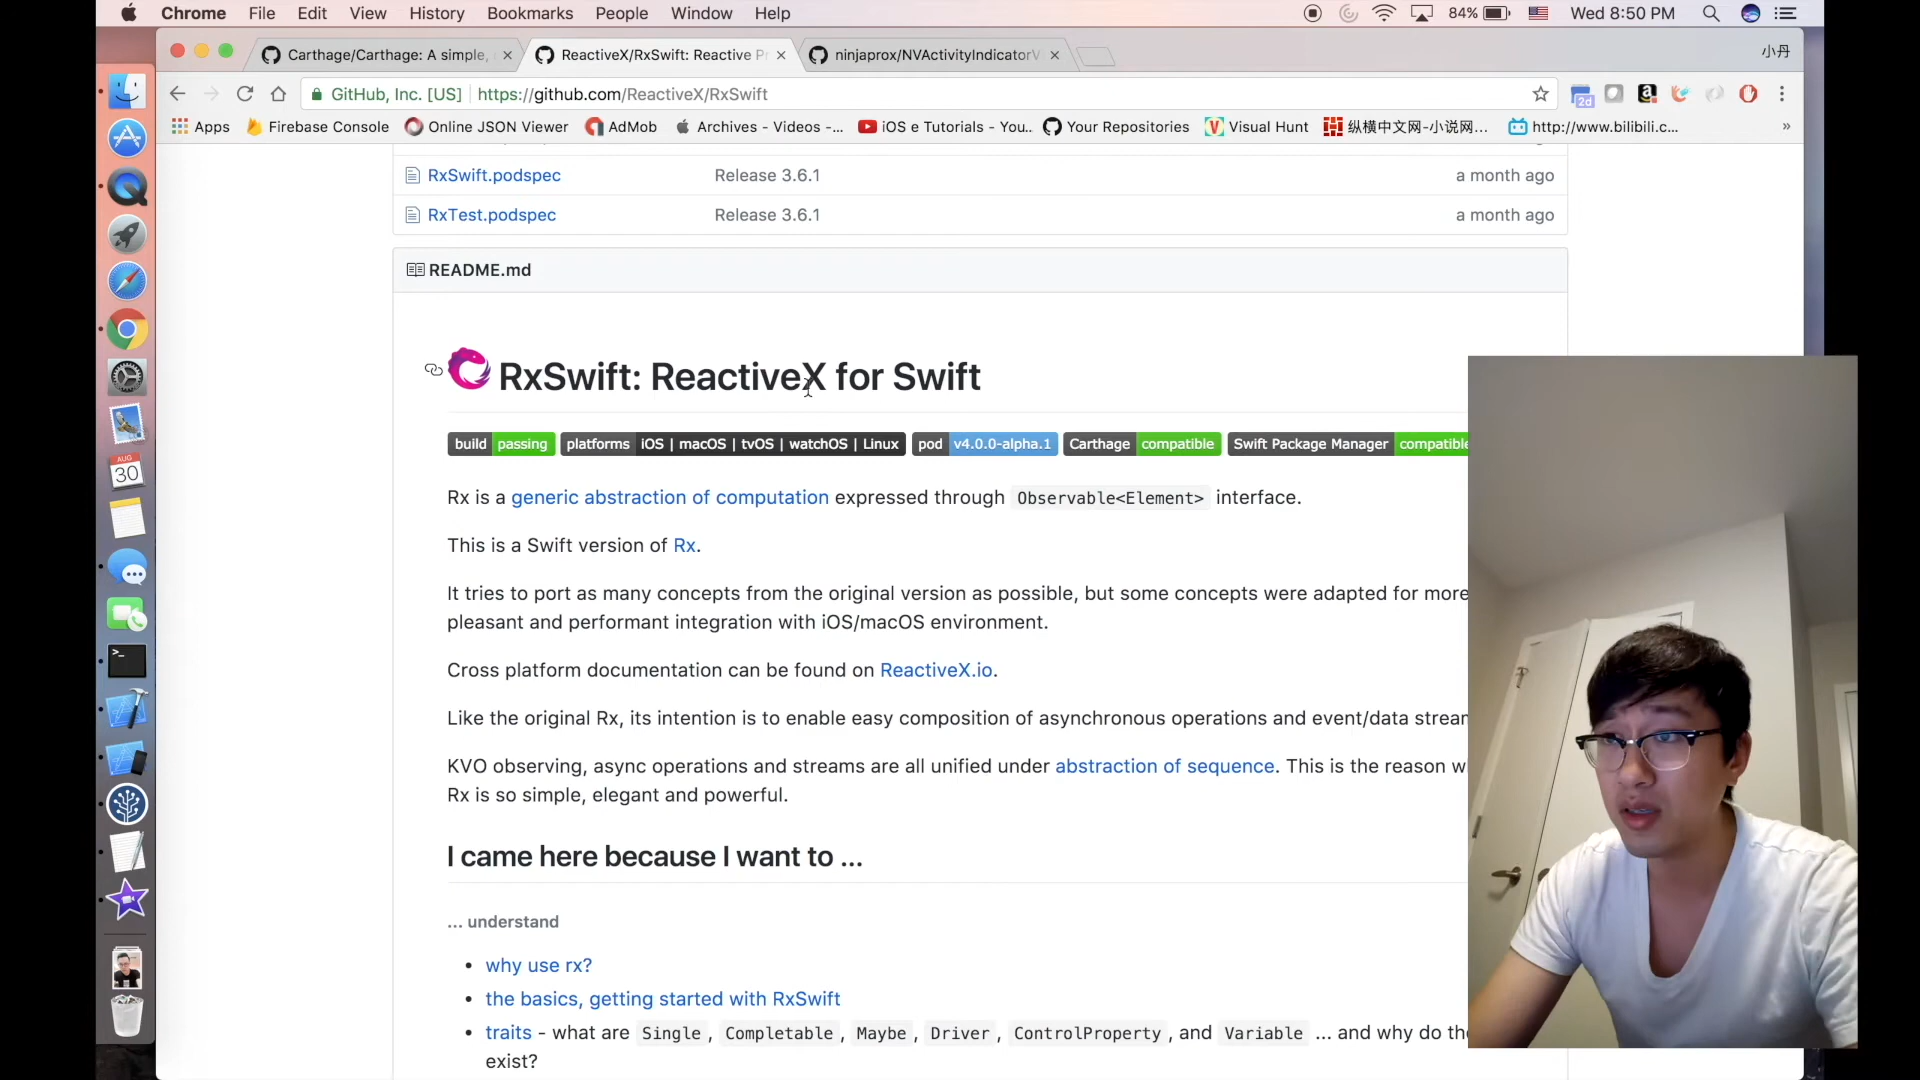 Chrome File Edit View History Bookmarks People Window Help 84% Wed 8:50 PM
Carthage/Carthage: A simple, ReactiveX/RxSwift: Reactive P ninjaprox/NVActivityIndicatorV 小丹
GitHub, Inc. [US] https://github.com/ReactiveX/RxSwift 2d
Apps Firebase Console Online JSON Viewer AdMob Archives - Videos -... iOS e Tutorials - You... Your Repositories Visual Hunt 纵横中文网-小说网... http://www.bilibili.c... »
RxSwift.podspec Release 3.6.1 a month ago
RxTest.podspec Release 3.6.1 a month ago
README.md
RxSwift: ReactiveX for Swift
build passing platforms iOS | macOS | tvOS | watchOS | Linux pod v4.0.0-alpha.1 Carthage compatible Swift Package Manager compatible
Rx is a generic abstraction of computation expressed through Observable<Element> interface.
This is a Swift version of Rx.
It tries to port as many concepts from the original version as possible, but some concepts were adapted for more
pleasant and performant integration with iOS/macOS environment.
Cross platform documentation can be found on ReactiveX.io.
Like the original Rx, its intention is to enable easy composition of asynchronous operations and event/data stream
KVO observing, async operations and streams are all unified under abstraction of sequence. This is the reason w
Rx is so simple, elegant and powerful.
I came here because I want to ...
... understand
• why use rx?
• the basics, getting started with RxSwift
• traits - what are Single, Completable, Maybe, Driver, ControlProperty, and Variable ... and why do th
exist?
AUG
30